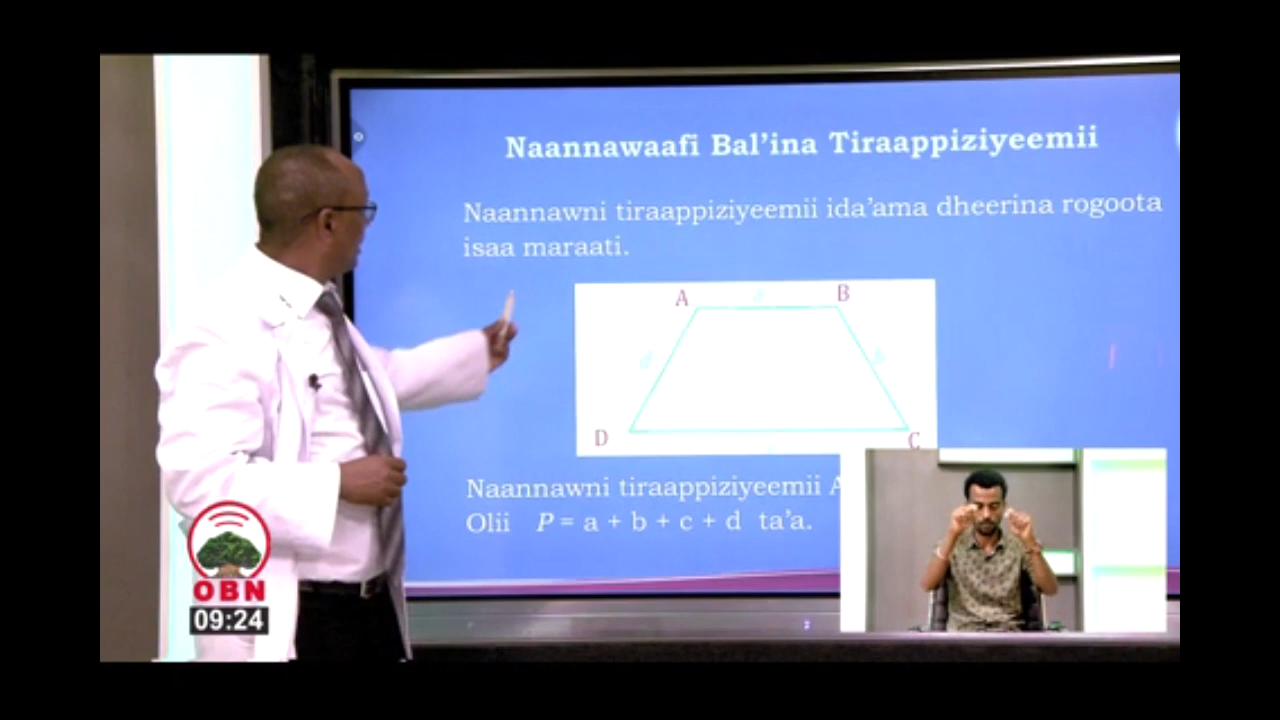 Naannawaafi Bal'ina Tiraappiziyeemii
Naannawni tiraappiziyeemii ida'ama dheerina rogoota
isaa maraati.
A
B
D
C
Naannawni tiraappiziyeemii A
Olii P = a + b + c + d ta'a.
OBN
09:24